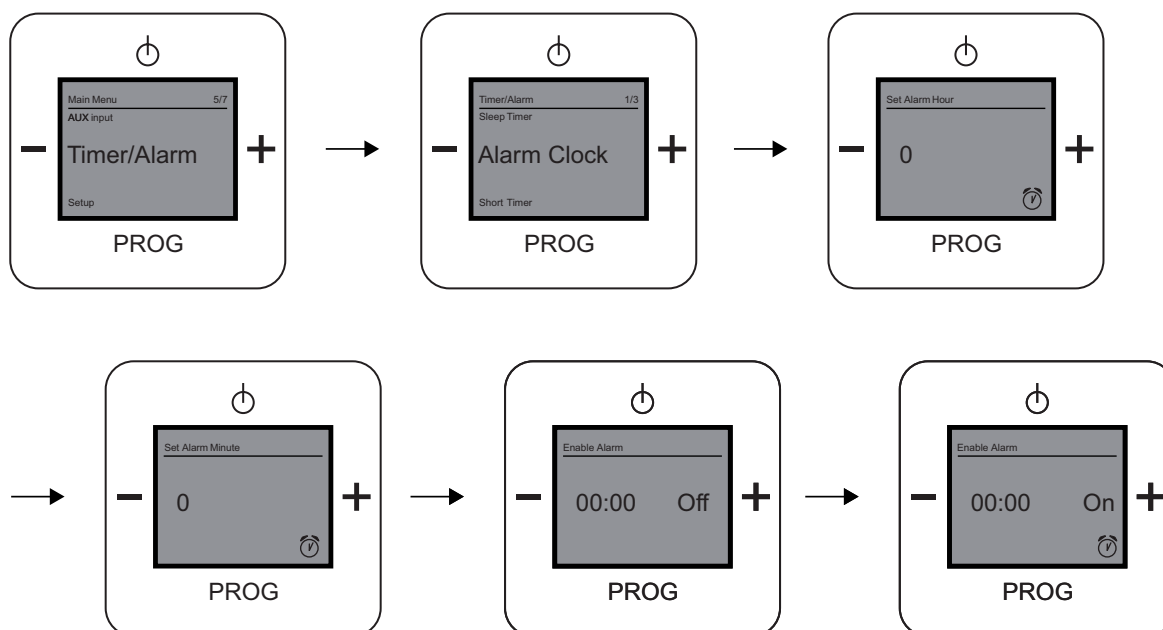 Main Menu 5/7
AUX input
− Timer/Alarm +
Setup
PROG
Timer/Alarm 1/3
Sleep Timer
− Alarm Clock +
Short Timer
PROG
Set Alarm Hour
− 0 +
PROG
Set Alarm Minute
− 0 +
PROG
Enable Alarm
− 00:00 Off +
PROG
Enable Alarm
− 00:00 On +
PROG